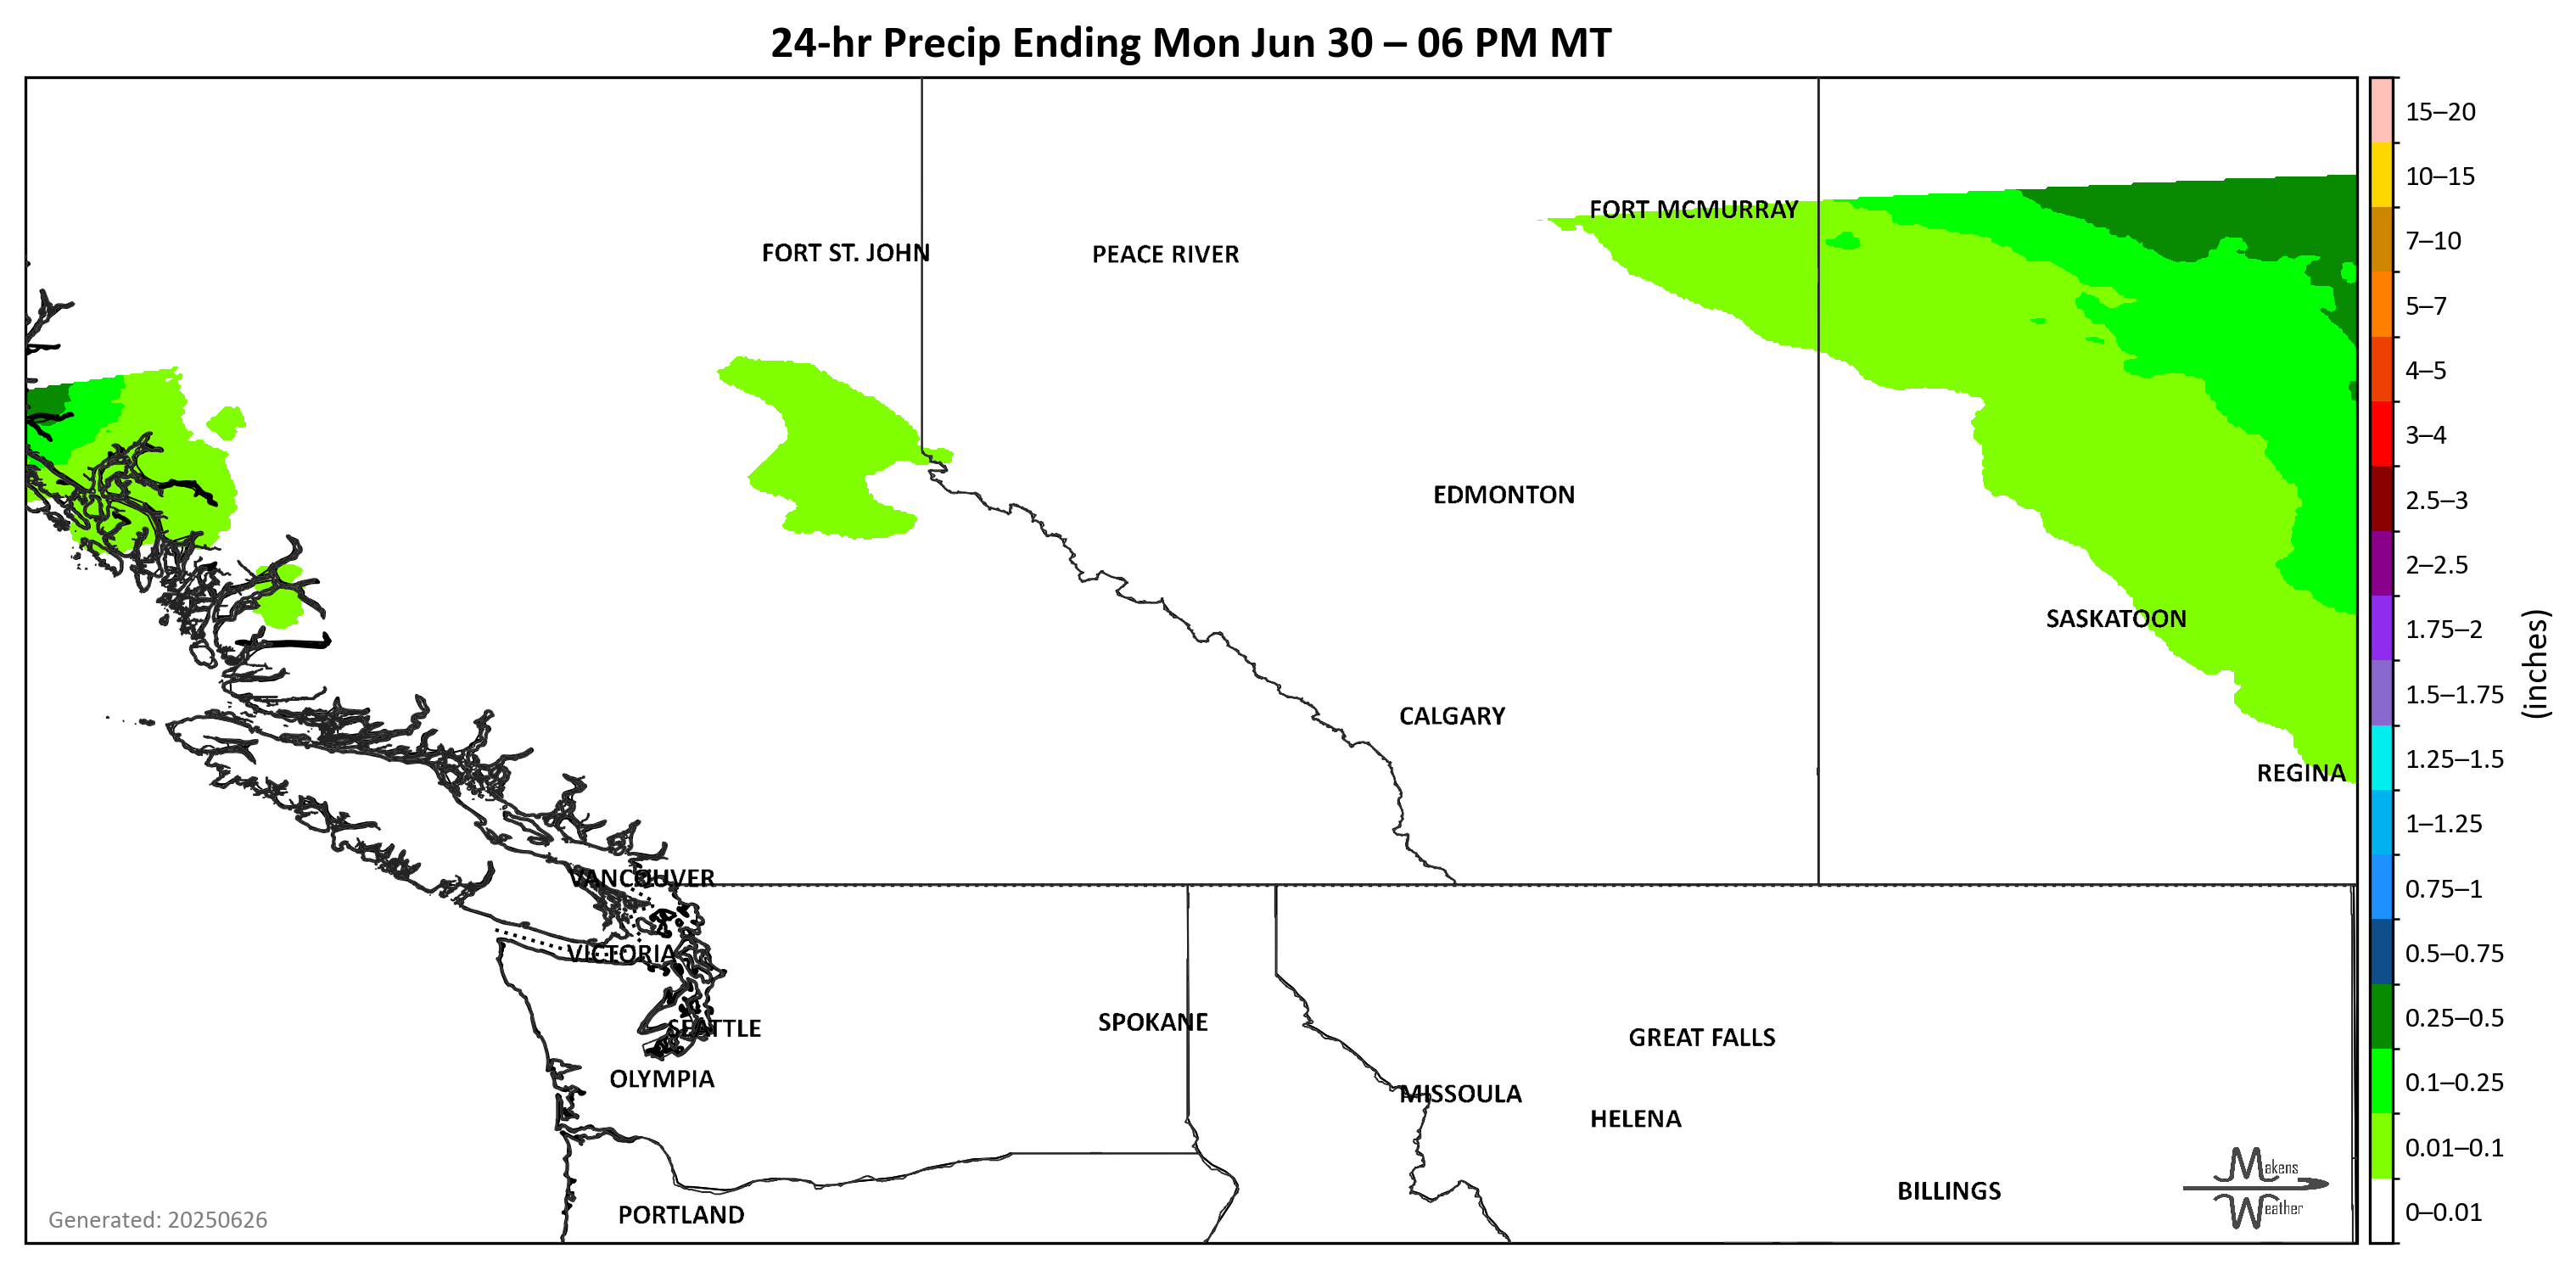 24-hr Precip Ending Mon Jun 30 – 06 PM MT
FORT MCMURRAY
FORT ST. JOHN
PEACE RIVER
EDMONTON
SASKATOON
CALGARY
REGINA
VANCOUVER
VICTORIA
SPOKANE
SEATTLE
GREAT FALLS
OLYMPIA
MISSOULA
HELENA
BILLINGS
PORTLAND
Generated: 20250626
Makens
Weather
15–20
10–15
7–10
5–7
4–5
3–4
2.5–3
2–2.5
1.75–2
1.5–1.75
1.25–1.5
1–1.25
0.75–1
0.5–0.75
0.25–0.5
0.1–0.25
0.01–0.1
0–0.01
(inches)